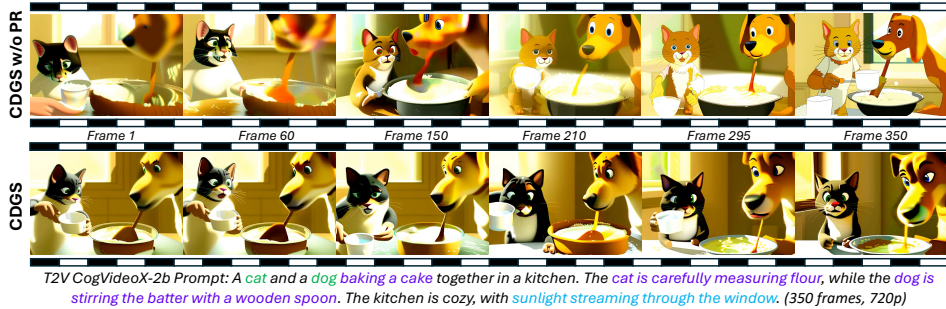 CDGS w/o PR
Frame 1 Frame 60 Frame 150 Frame 210 Frame 295 Frame 350
CDGS
T2V CogVideoX-2b Prompt: A cat and a dog baking a cake together in a kitchen. The cat is carefully measuring flour, while the dog is
stirring the batter with a wooden spoon. The kitchen is cozy, with sunlight streaming through the window. (350 frames, 720p)